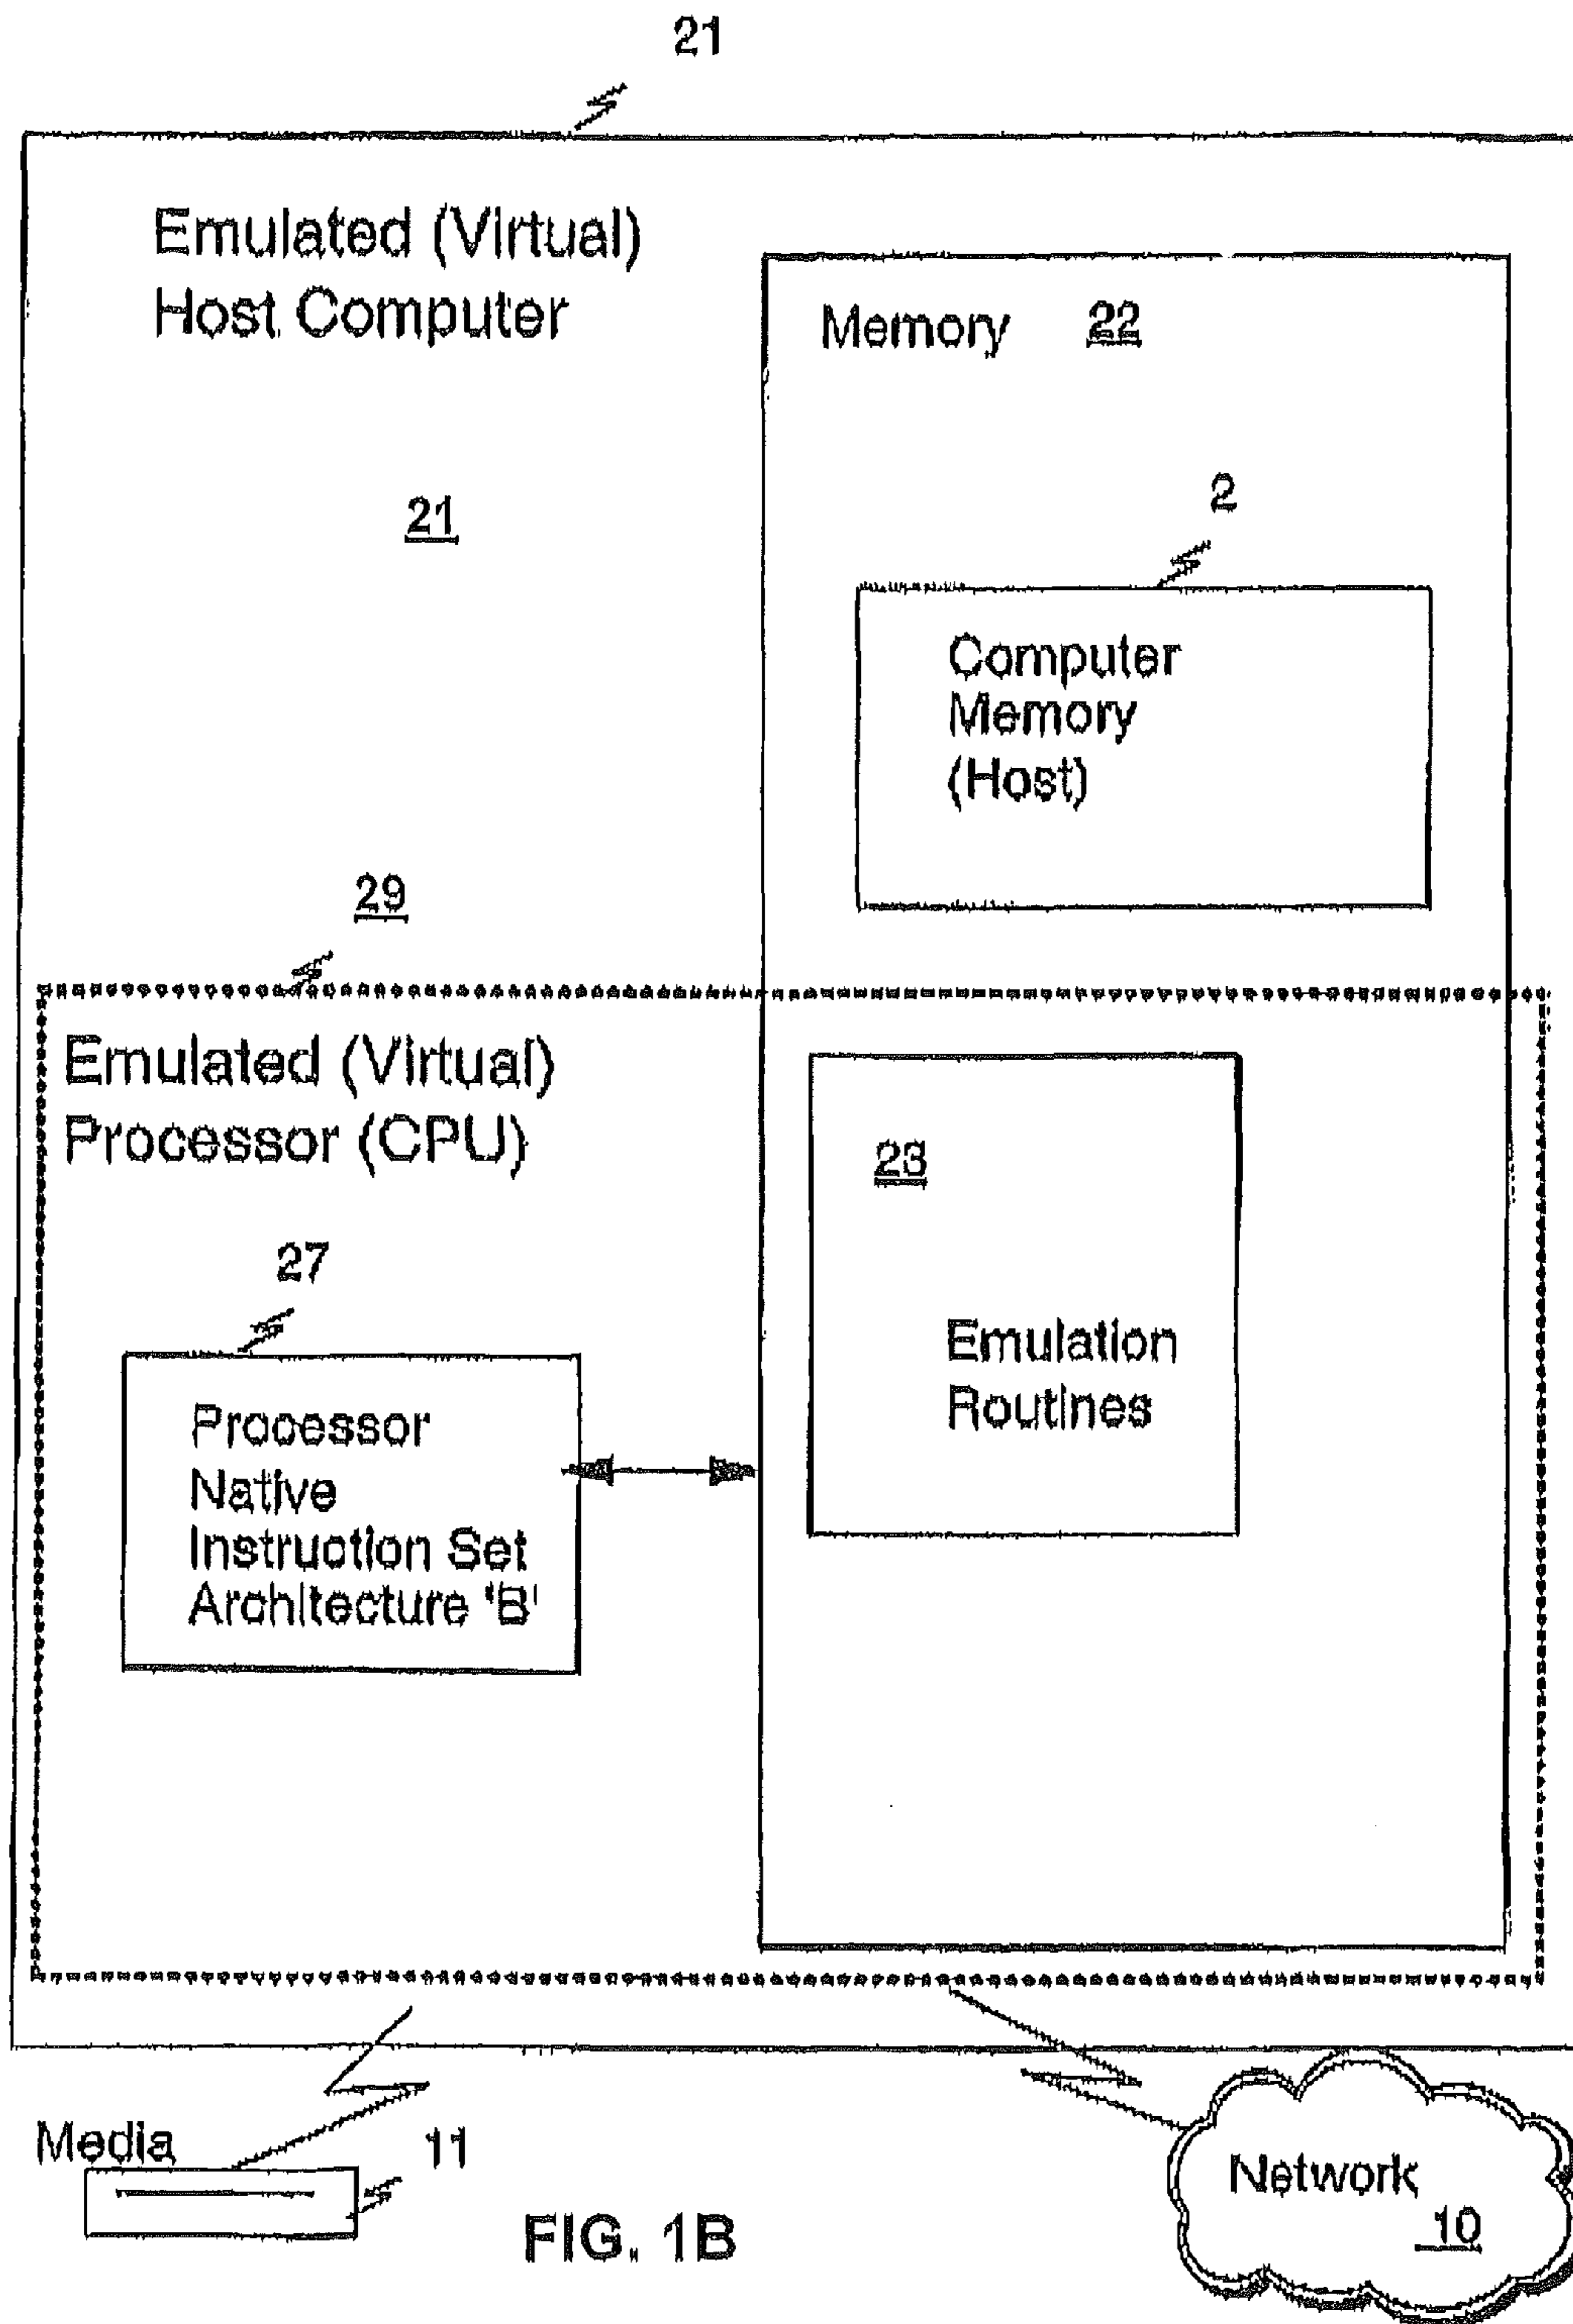 21
Emulated (Virtual)
Host Computer
Memory 22
21
2
Computer
Memory
(Host)
29
Emulated (Virtual)
Processor (CPU)
23
27
Emulation
Routines
Processor
Native
Instruction Set
Architecture 'B'
Media
11
Network
10
FIG. 1B